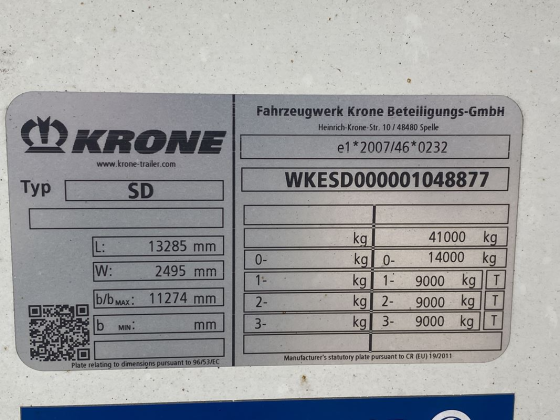 KRONE
www.krone-trailer.com
Typ SD
L: 13285 mm
W: 2495 mm
b/b MAX: 11274 mm
b MIN: mm
Plate relating to dimensions pursuant to 96/53/EC
Fahrzeugwerk Krone Beteiligungs-GmbH
Heinrich-Krone-Str. 10 / 48480 Spelle
e1*2007/46*0232
WKESD000001048877
kg 41000 kg
0- kg 0- 14000 kg
1- kg 1- 9000 kg T
2- kg 2- 9000 kg T
3- kg 3- 9000 kg T
Manufacturer's statutory plate pursuant to CR (EU) 19/2011